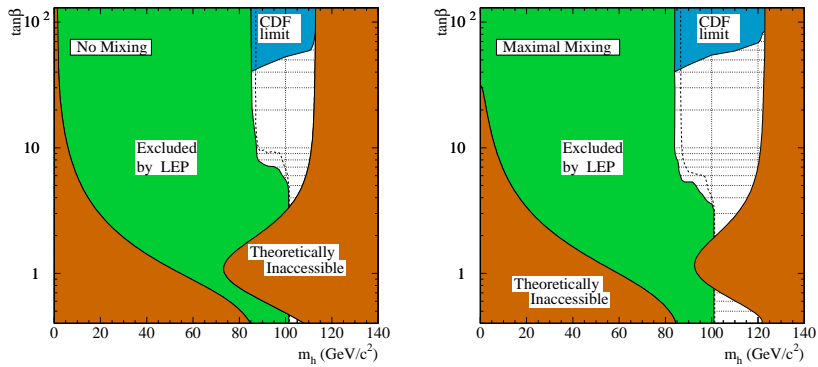 tanβ
10²
10
1
No Mixing
CDF
limit
Excluded
by LEP
Theoretically
Inaccessible
0 20 40 60 80 100 120 140
m_h (GeV/c²)
tanβ
10²
10
1
Maximal Mixing
CDF
limit
Excluded
by LEP
Theoretically
Inaccessible
0 20 40 60 80 100 120 140
m_h (GeV/c²)